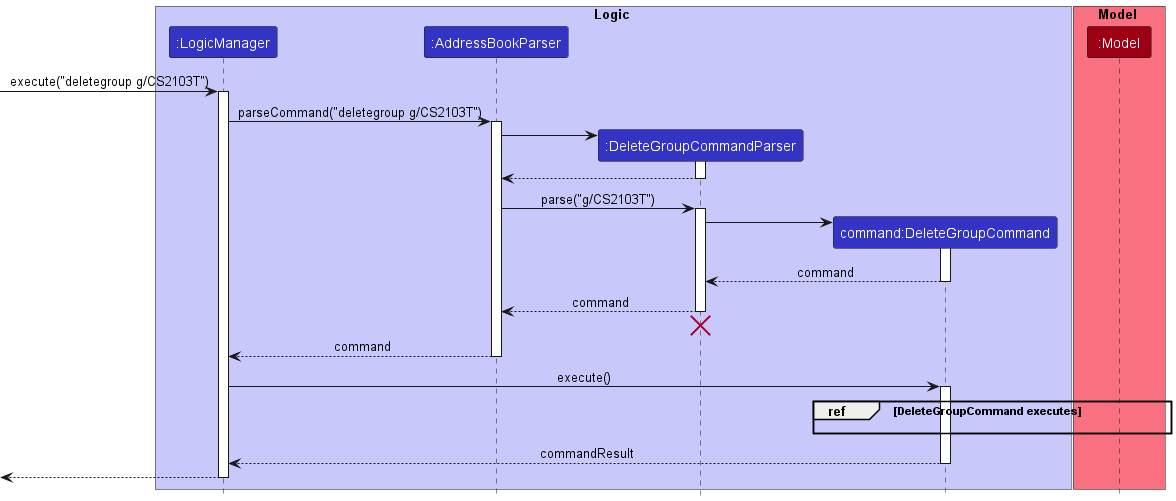 Logic
Model
:LogicManager
:AddressBookParser
:Model
execute("deletegroup g/CS2103T")
parseCommand("deletegroup g/CS2103T")
:DeleteGroupCommandParser
parse("g/CS2103T")
command:DeleteGroupCommand
command
command
command
execute()
ref
[DeleteGroupCommand executes]
commandResult